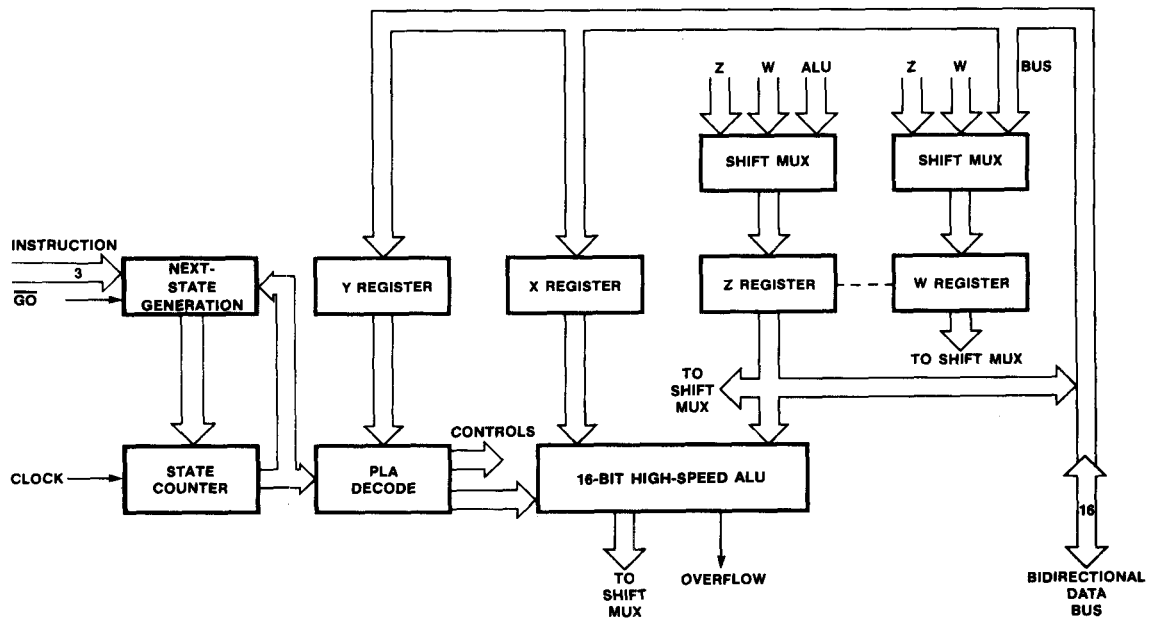 Z
W
ALU
Z
W
BUS
SHIFT MUX
SHIFT MUX
INSTRUCTION
3
GO
NEXT-
STATE
GENERATION
Y REGISTER
X REGISTER
Z REGISTER
W REGISTER
TO SHIFT MUX
TO
SHIFT
MUX
CONTROLS
CLOCK
STATE
COUNTER
PLA
DECODE
16-BIT HIGH-SPEED ALU
16
TO
SHIFT
MUX
OVERFLOW
BIDIRECTIONAL
DATA
BUS